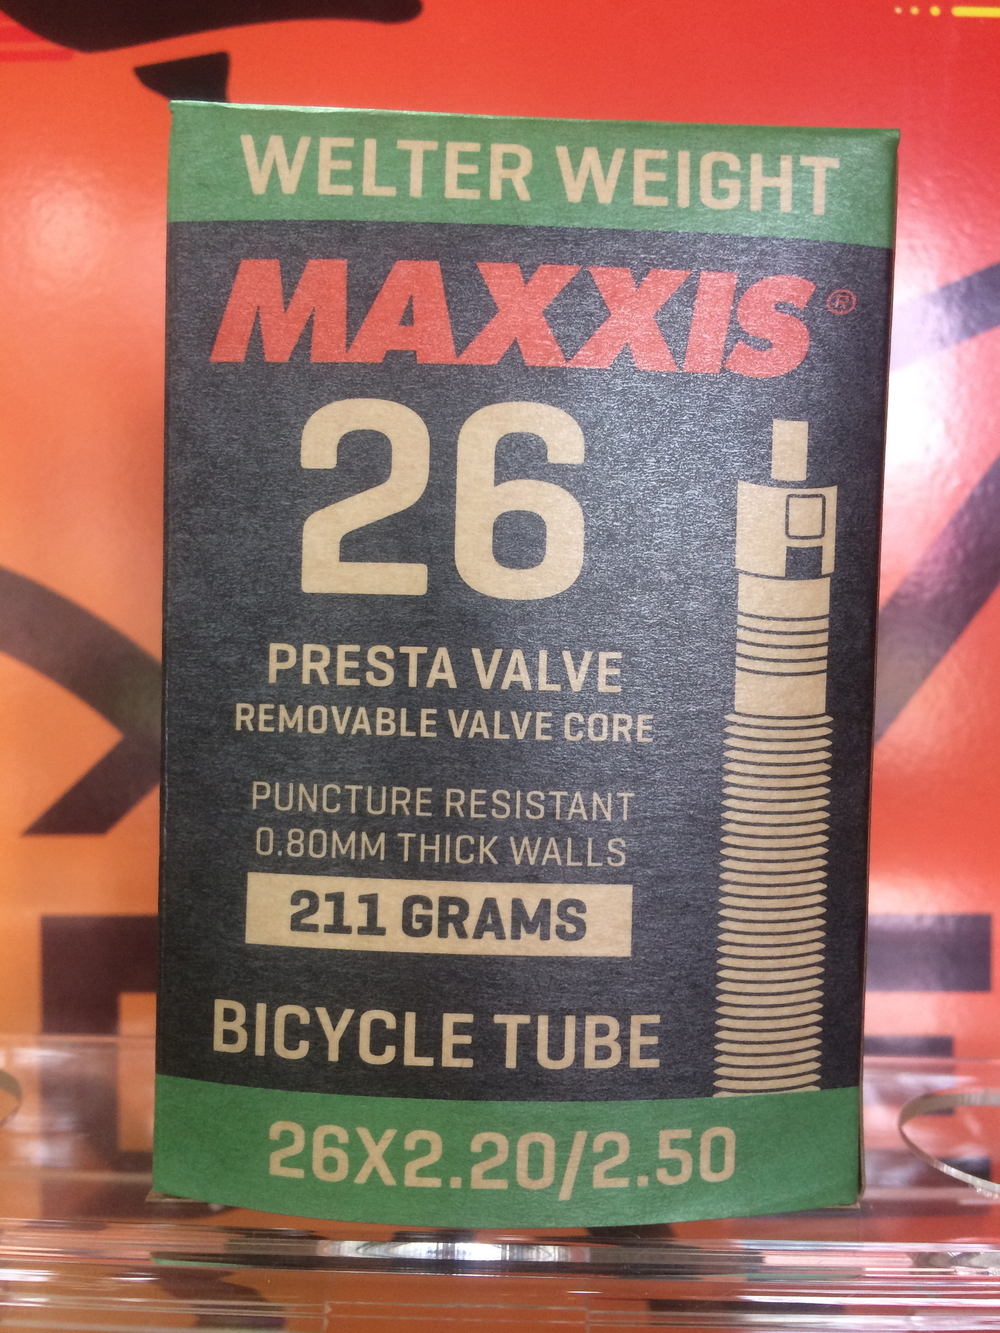 WELTER WEIGHT
MAXXIS®
26
PRESTA VALVE
REMOVABLE VALVE CORE
PUNCTURE RESISTANT
0.80MM THICK WALLS
211 GRAMS
BICYCLE TUBE
26X2.20/2.50